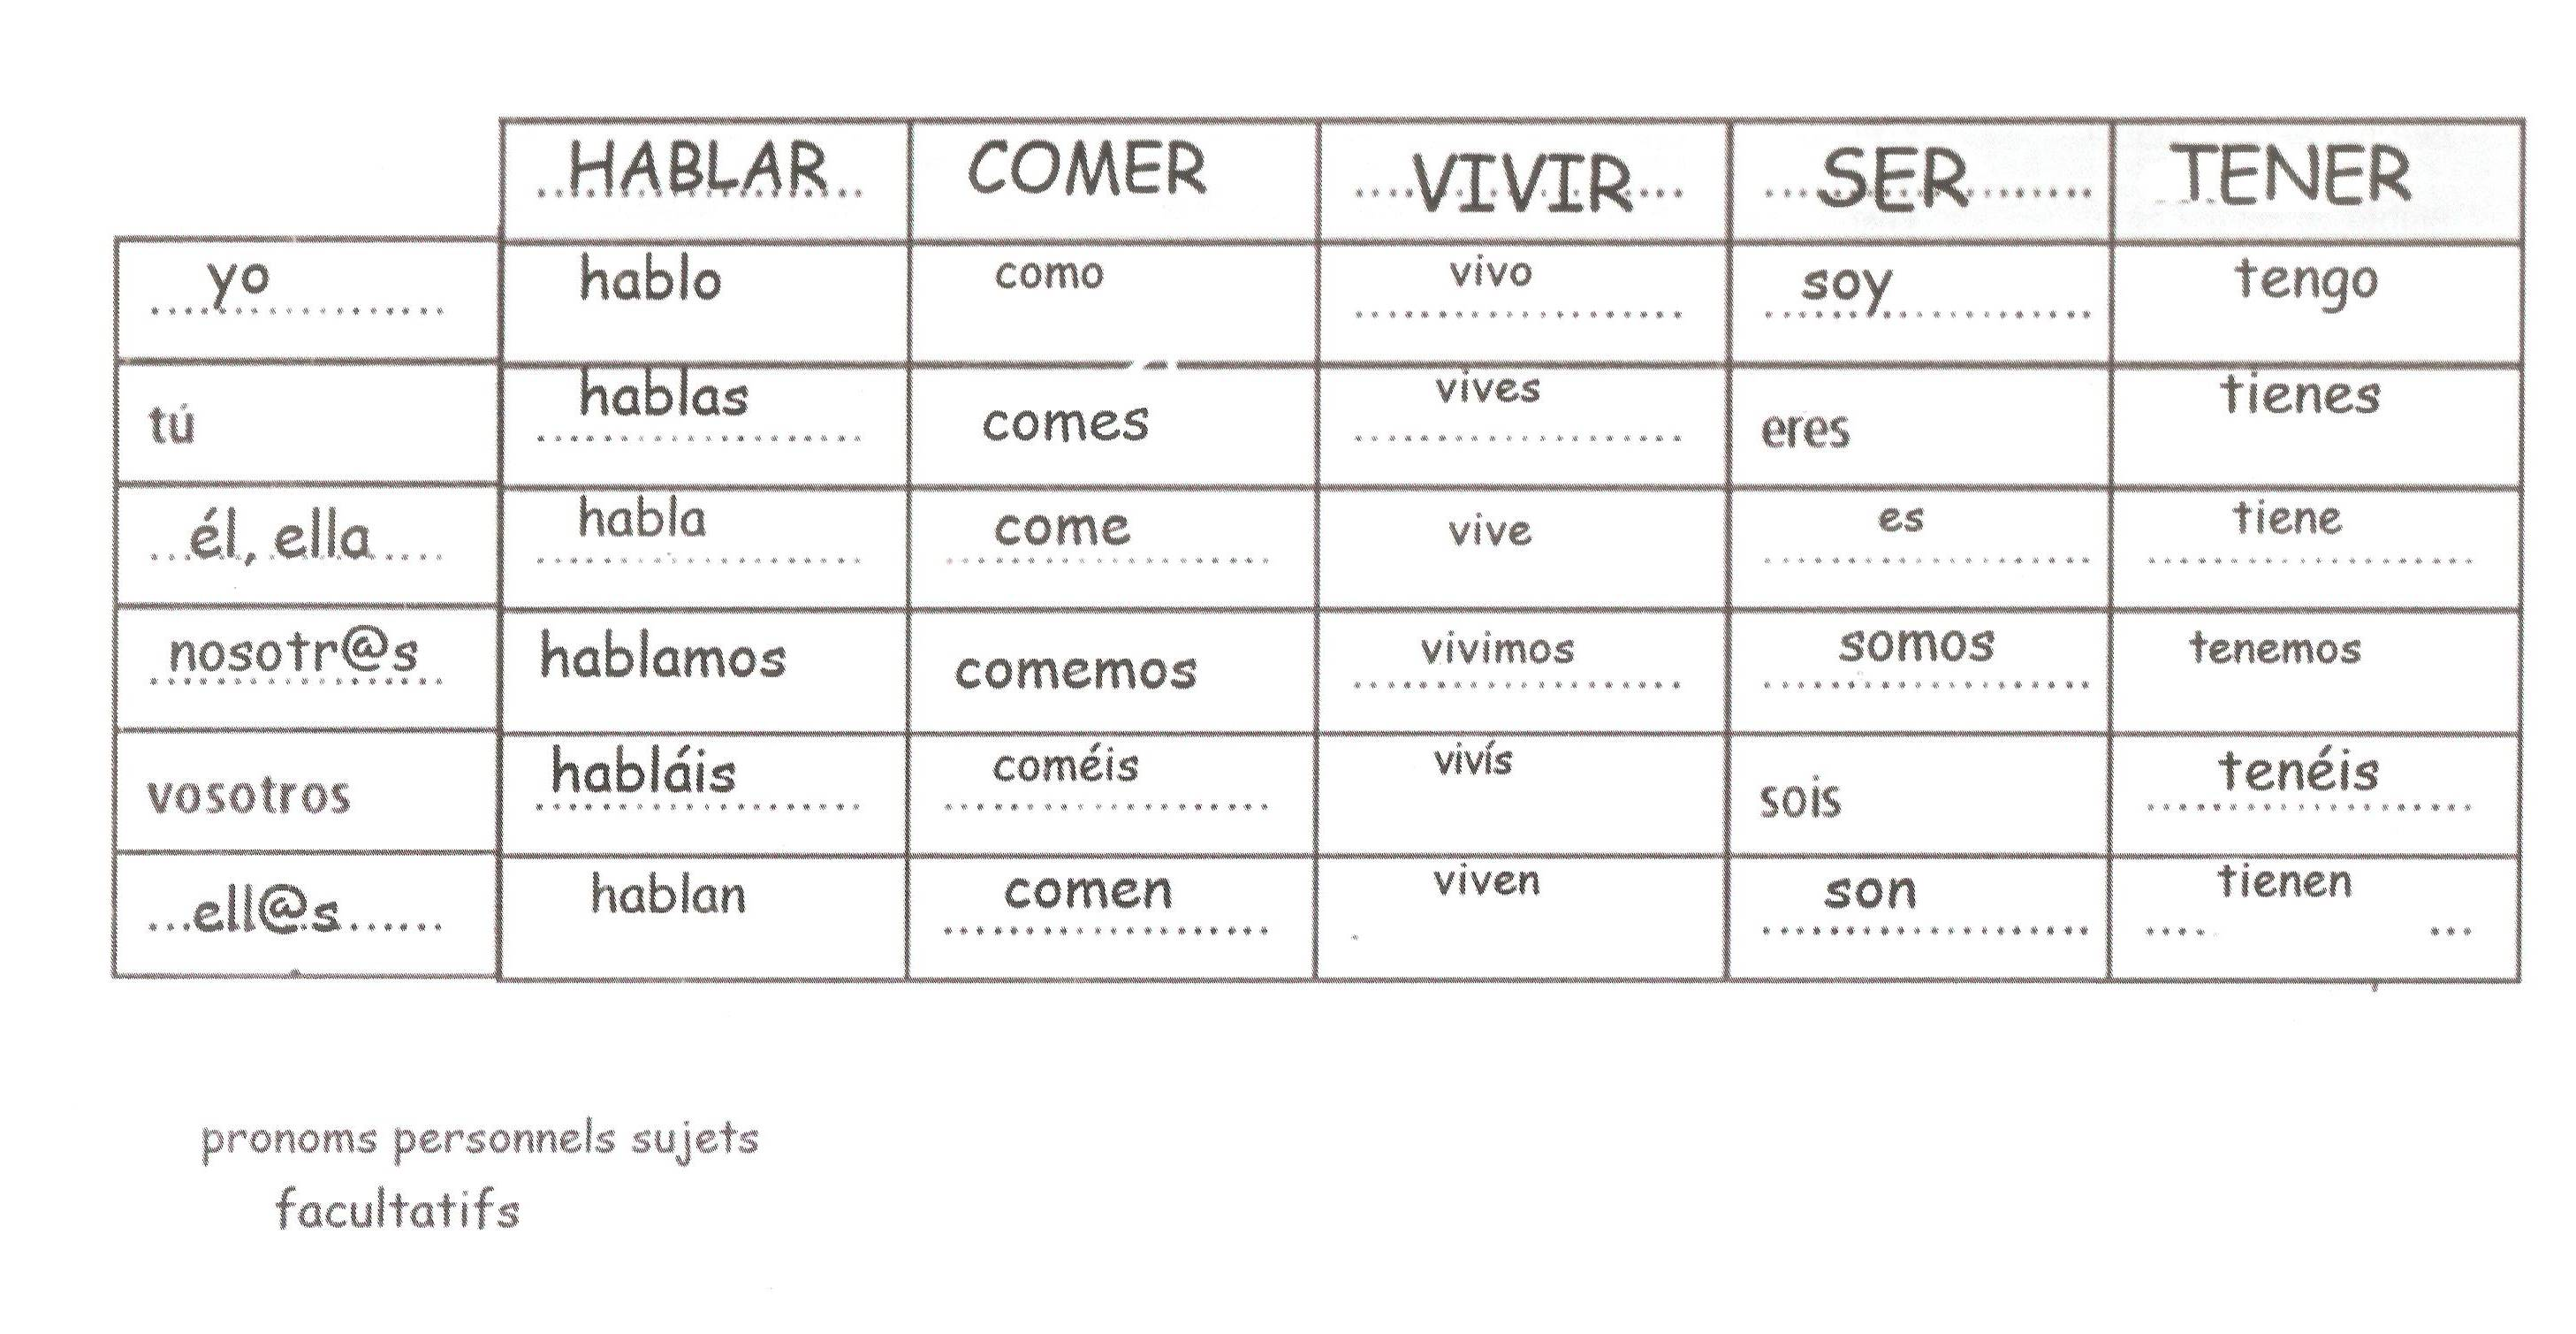 HABLAR COMER VIVIR SER TENER
yo hablo como vivo soy tengo
tú hablas comes vives eres tienes
él, ella habla come vive es tiene
nosotr@s hablamos comemos vivimos somos tenemos
vosotros habláis coméis vivís sois tenéis
ell@s hablan comen viven son tienen
pronoms personnels sujets
facultatifs